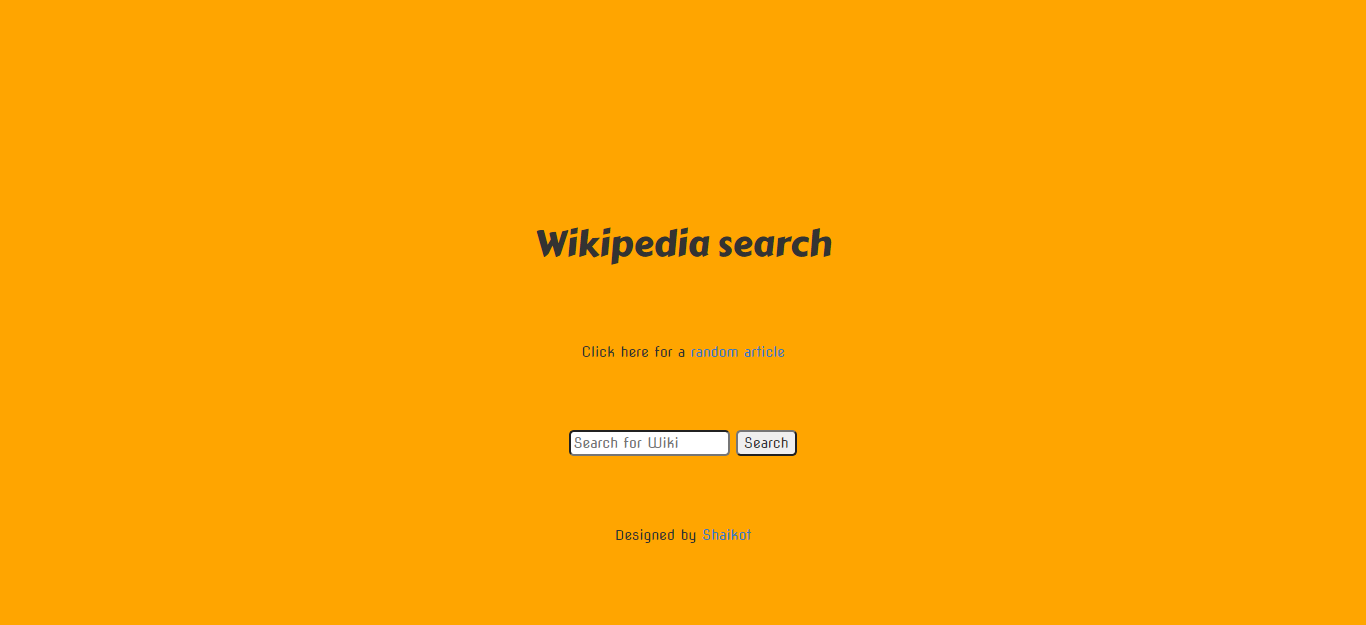 Wikipedia search
Click here for a random article
Search for Wiki Search
Designed by Shaikot